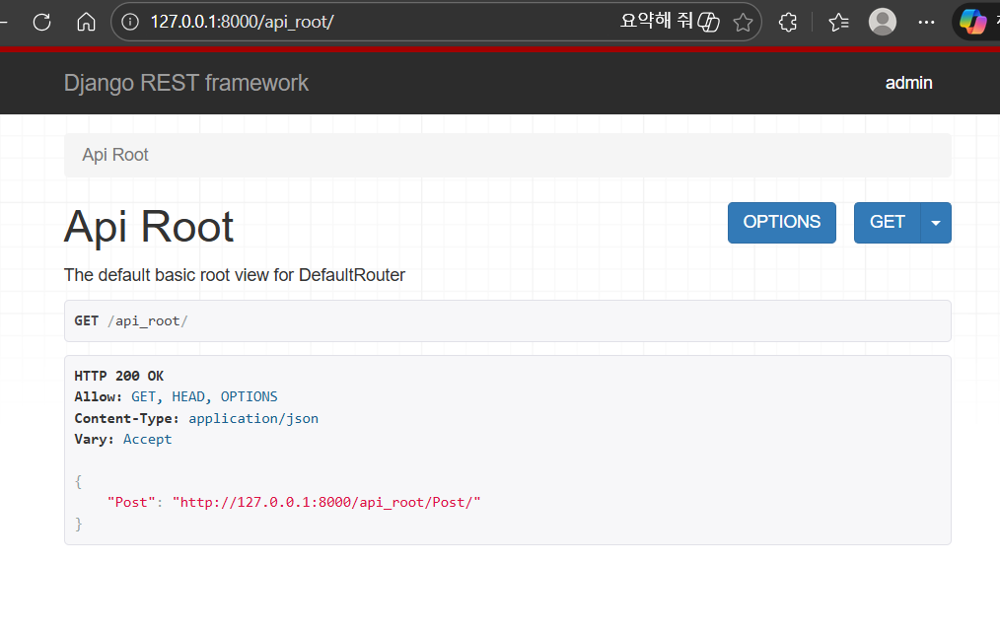 127.0.0.1:8000/api_root/ 요약해 줘
Django REST framework admin
Api Root
Api Root OPTIONS GET
The default basic root view for DefaultRouter
GET /api_root/
HTTP 200 OK
Allow: GET, HEAD, OPTIONS
Content-Type: application/json
Vary: Accept
{
"Post": "http://127.0.0.1:8000/api_root/Post/"
}